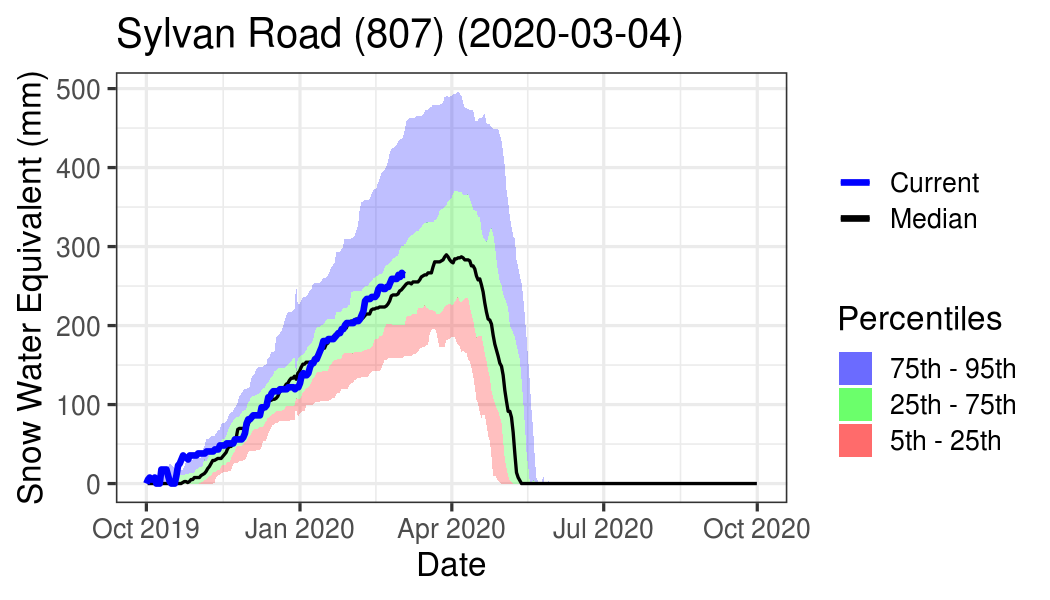 Sylvan Road (807) (2020-03-04)
Snow Water Equivalent (mm)
500
400
300
200
100
0
Oct 2019 Jan 2020 Apr 2020 Jul 2020 Oct 2020
Date
Current
Median
Percentiles
75th - 95th
25th - 75th
5th - 25th